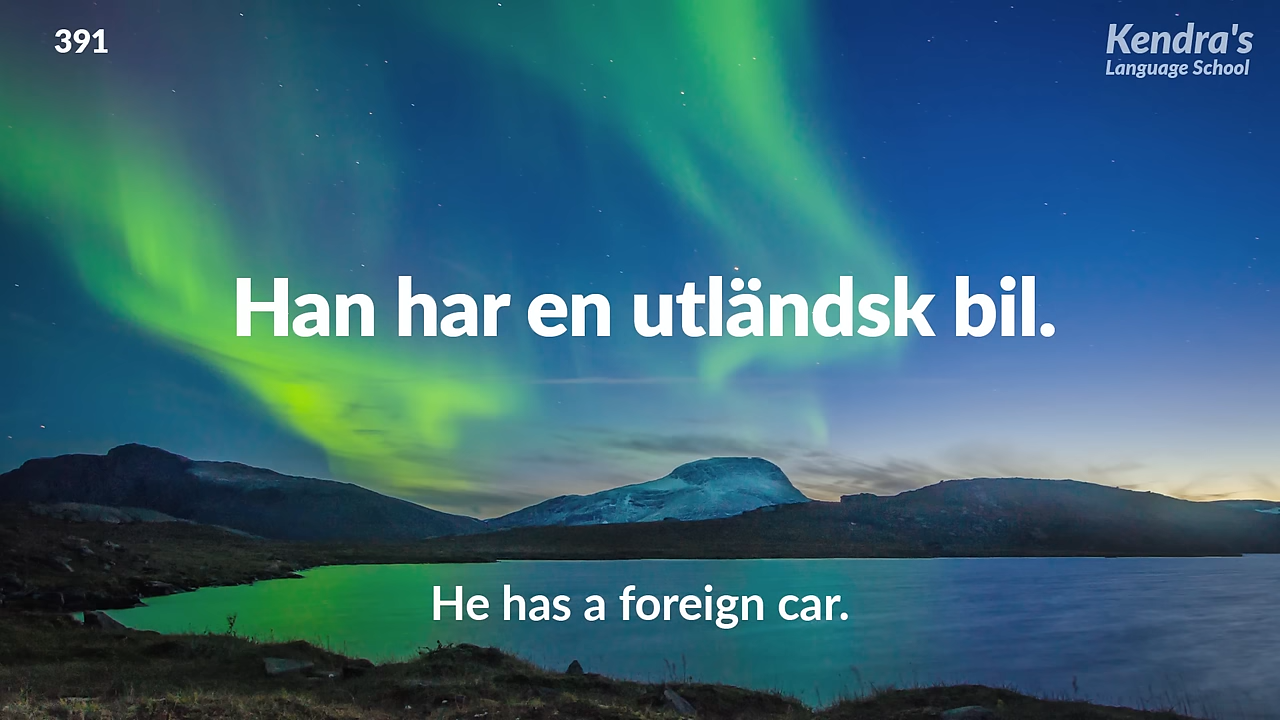 391
Kendra's
Language School
Han har en utländsk bil.
He has a foreign car.